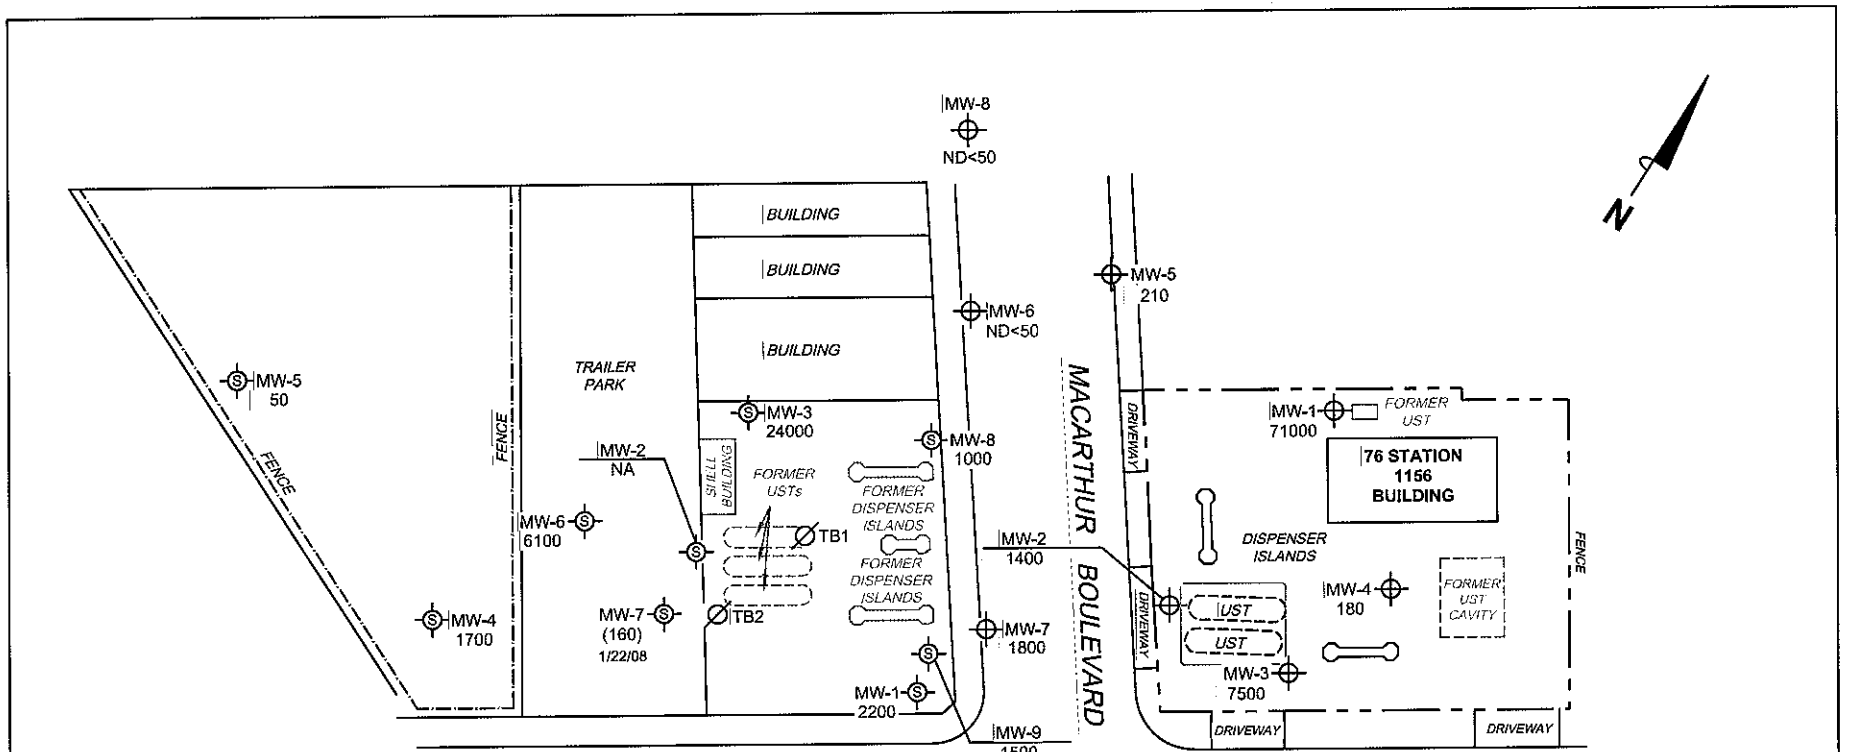 MW-8
ND<50
N
BUILDING
BUILDING
BUILDING
MW-5
210
MW-6
ND<50
TRAILER
PARK
S MW-5
50
FENCE
FENCE
S MW-3
24000
S MW-8
1000
MW-2
NA
S
BUILDING
FORMER
USTs
FORMER
DISPENSER
ISLANDS
FORMER
DISPENSER
ISLANDS
TB1
TB2
MW-6 S
6100
MW-7 S
(160)
1/22/08
S MW-4
1700
MW-7
1800
S
MW-1 S
2200
MW-9
MACARTHUR BOULEVARD
DRIVEWAY
DRIVEWAY
MW-1
71000
FORMER
UST
76 STATION
1156
BUILDING
DISPENSER
ISLANDS
MW-2
1400
UST
UST
MW-4
180
FORMER
UST
CAVITY
FENCE
MW-3
7500
DRIVEWAY
DRIVEWAY